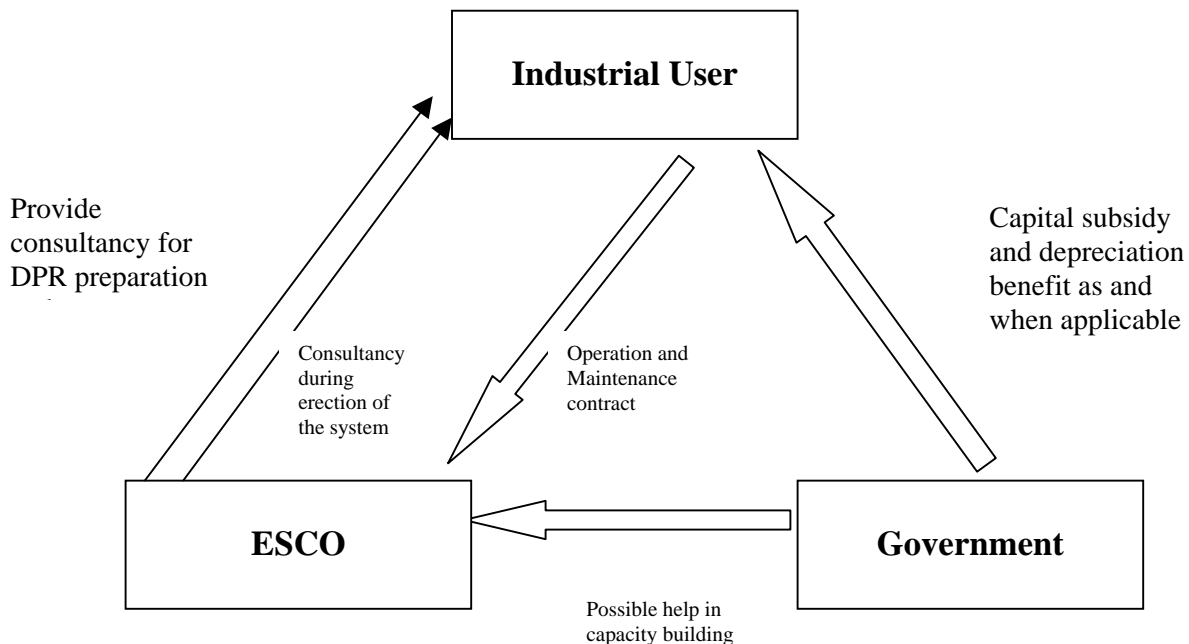 Industrial User
Provide
consultancy for
DPR preparation
Capital subsidy
and depreciation
benefit as and
when applicable
Consultancy
during
erection of
the system
Operation and
Maintenance
contract
ESCO
Government
Possible help in
capacity building